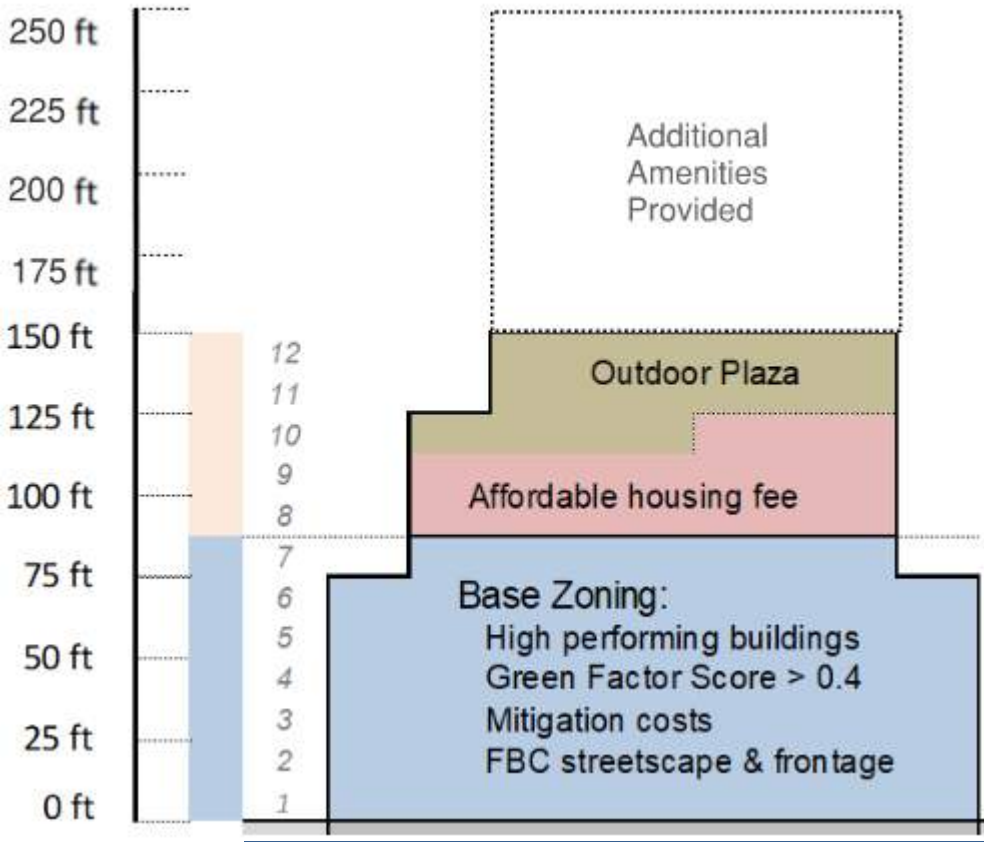 250 ft
225 ft
200 ft
175 ft
150 ft
125 ft
100 ft
75 ft
50 ft
25 ft
0 ft
12
11
10
9
8
7
6
5
4
3
2
1
Additional
Amenities
Provided
Outdoor Plaza
Affordable housing fee
Base Zoning:
High performing buildings
Green Factor Score > 0.4
Mitigation costs
FBC streetscape & frontage